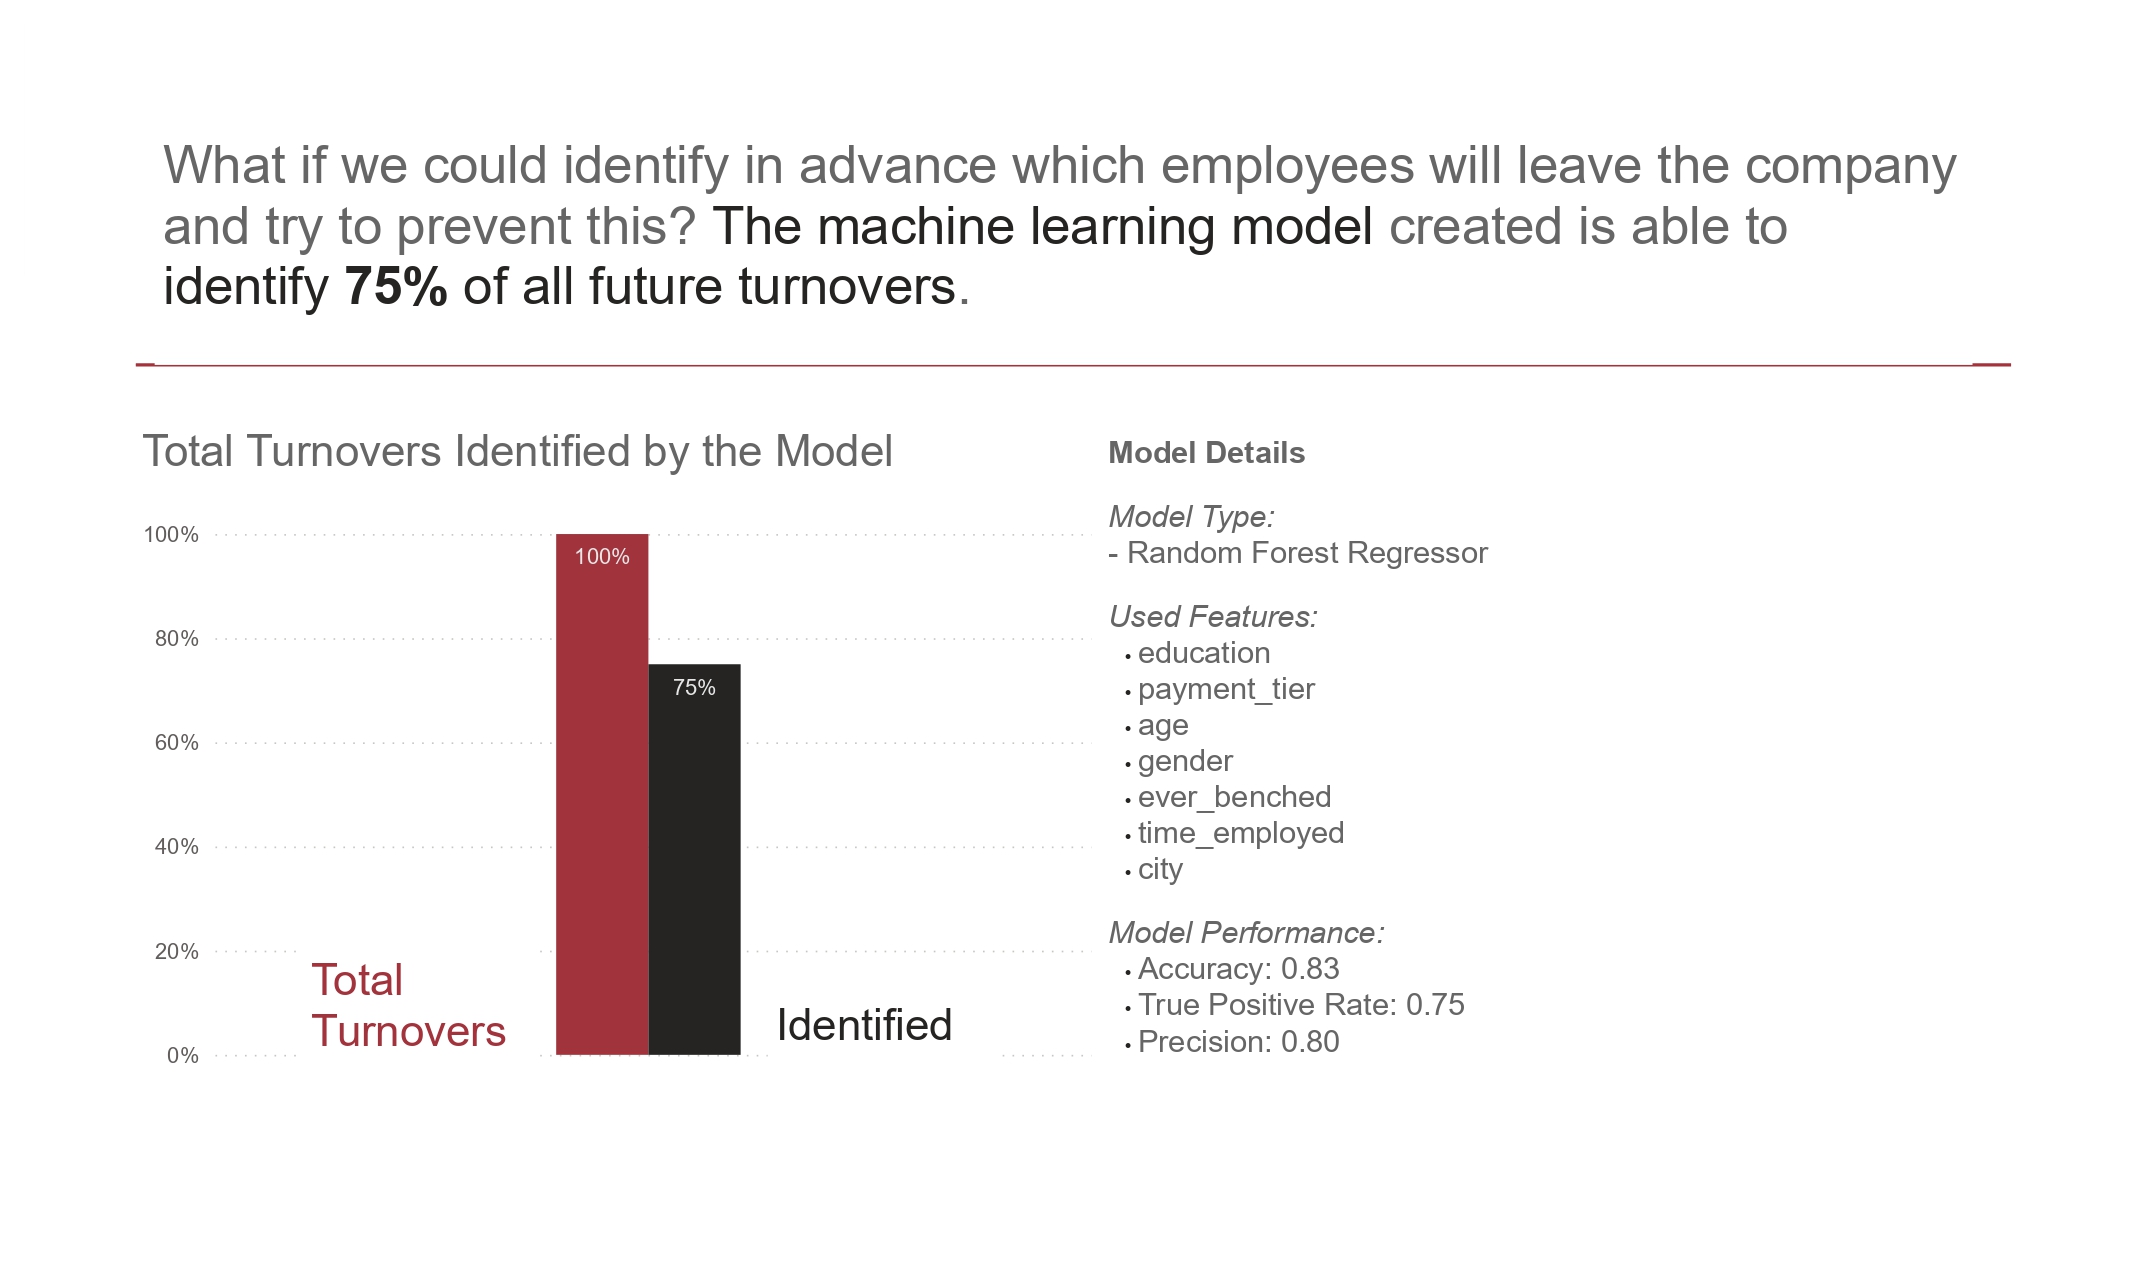 What if we could identify in advance which employees will leave the company
and try to prevent this? The machine learning model created is able to
identify 75% of all future turnovers.
Total Turnovers Identified by the Model
100%
80%
60%
40%
20%
0%
100%
75%
Total
Turnovers
Identified
Model Details
Model Type:
- Random Forest Regressor
Used Features:
• education
• payment_tier
• age
• gender
• ever_benched
• time_employed
• city
Model Performance:
• Accuracy: 0.83
• True Positive Rate: 0.75
• Precision: 0.80